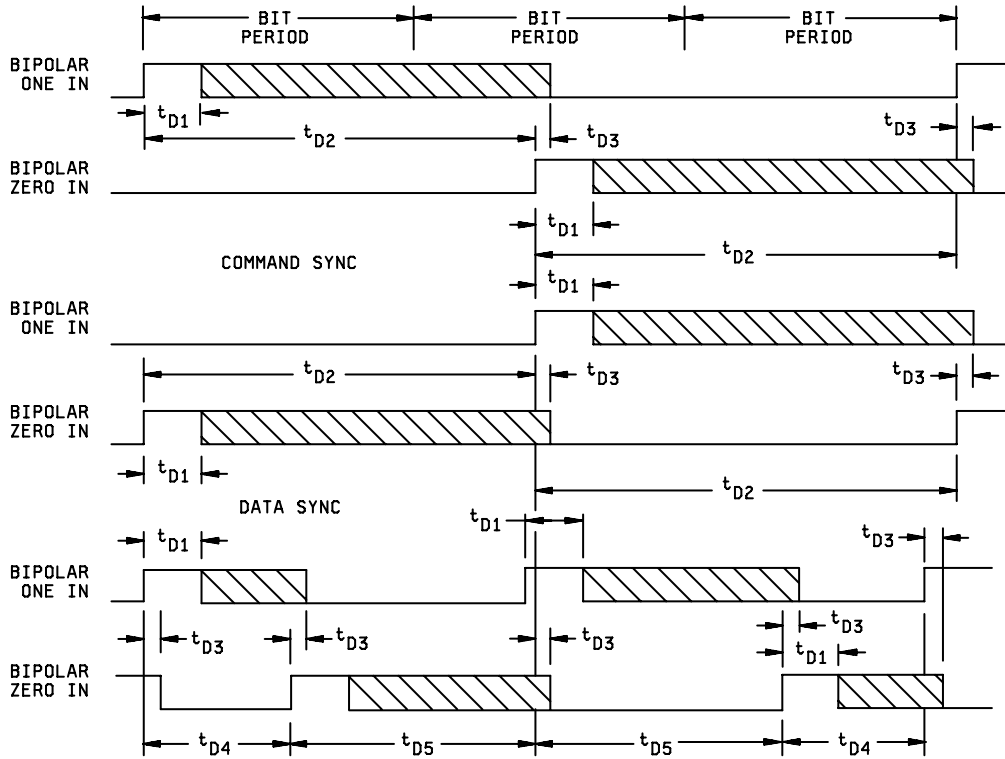 BIT PERIOD BIT PERIOD BIT PERIOD
BIPOLAR
ONE IN
tD1
tD2
tD3
tD3
BIPOLAR
ZERO IN
tD1
tD2
COMMAND SYNC
tD1
BIPOLAR
ONE IN
tD2
tD3
tD3
BIPOLAR
ZERO IN
tD1
tD2
DATA SYNC
tD1
tD1
tD3
BIPOLAR
ONE IN
tD3
tD3
tD3
tD3
tD1
BIPOLAR
ZERO IN
tD4 tD5 tD5 tD4